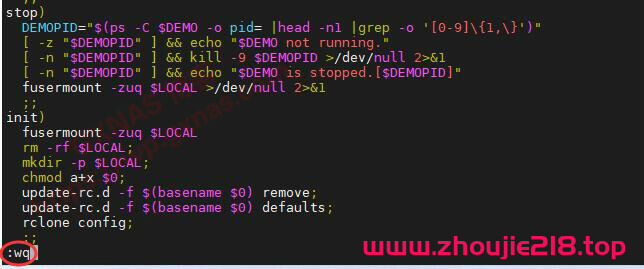 stop)
DEMOPID="$(ps -C $DEMO -o pid= |head -n1 |grep -o '[0-9]\{1,\}')"
[ -z "$DEMOPID" ] && echo "$DEMO not running."
[ -n "$DEMOPID" ] && kill -9 $DEMOPID >/dev/null 2>&1
[ -n "$DEMOPID" ] && echo "$DEMO is stopped.[$DEMOPID]"
fusermount -zuq $LOCAL >/dev/null 2>&1
;;
init)
fusermount -zuq $LOCAL
rm -rf $LOCAL;
mkdir -p $LOCAL;
chmod a+x $0;
update-rc.d -f $(basename $0) remove;
update-rc.d -f $(basename $0) defaults;
rclone config;
;;
:wq
www.zhoujie218.top